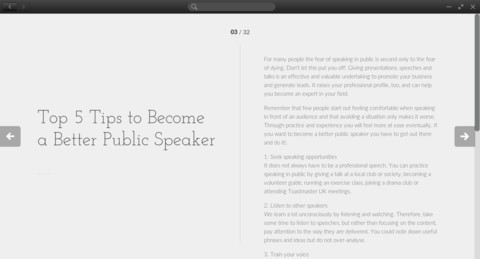 03 / 32
Top 5 Tips to Become
a Better Public Speaker
For many people the fear of speaking in public is second only to the fear
of dying. Don't let this put you off! Giving presentations, speeches and
talks is an effective and valuable undertaking to promote your business
and generate leads. It raises your professional profile, too, and can help
you become an expert in your field.
Remember that few people start out feeling comfortable when speaking
in front of an audience and that avoiding a situation only makes it worse.
Through practice and experience you will feel more at ease eventually. If
you want to become a better public speaker you have to get out there
and do it!
1. Seek speaking opportunities
It does not always have to be a professional speech. You can practice
speaking in public by giving a talk at a local club or society, becoming a
volunteer guide, running an exercise class, joining a drama club or
attending Toastmaster UK meetings.
2. Listen to other speakers
We learn a lot unconsciously by listening and watching. Therefore, take
some time to listen to speeches, but rather than focusing on the content,
pay attention to the way they are delivered. You could note down useful
phrases and ideas but do not over-analyse.
3. Train your voice